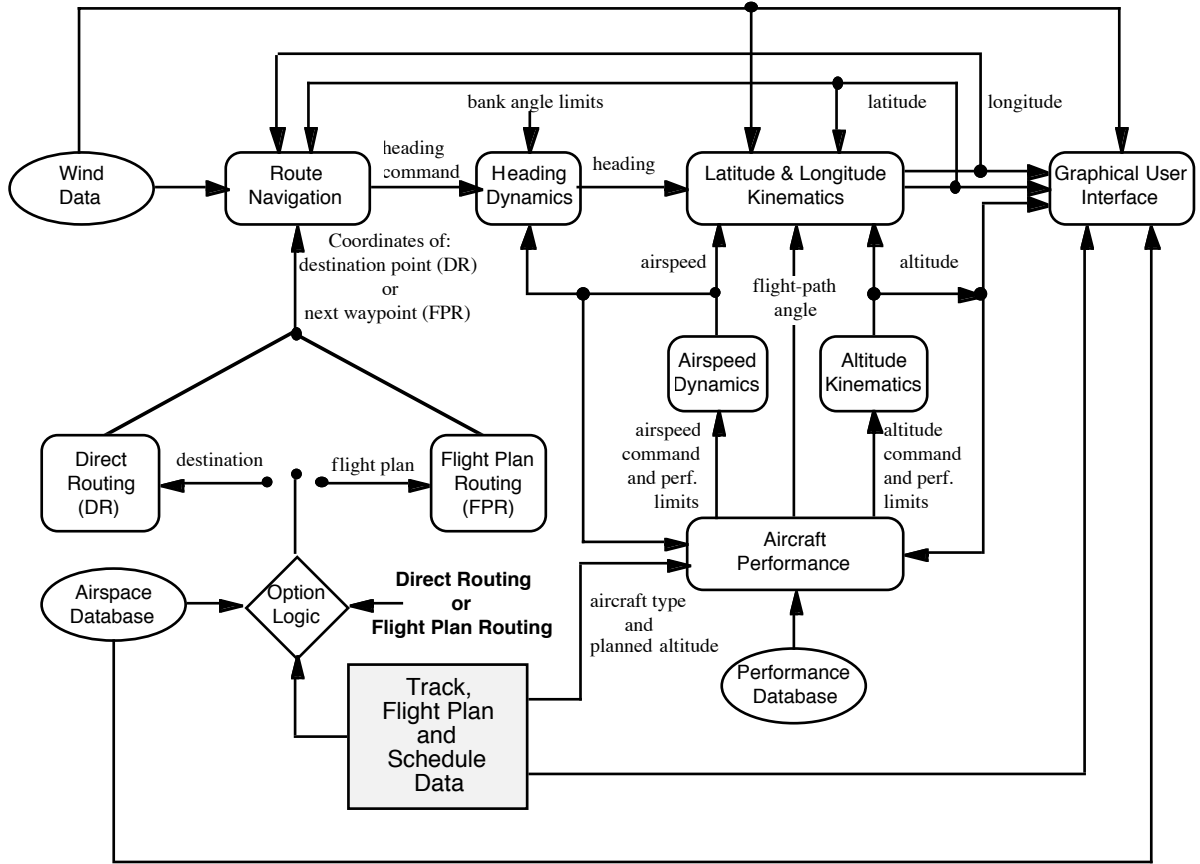 latitude
longitude
bank angle limits
Wind
Data
Route
Navigation
heading
command
Heading
Dynamics
heading
Latitude & Longitude
Kinematics
Graphical User
Interface
Coordinates of:
destination point (DR)
or
next waypoint (FPR)
airspeed
flight-path
angle
altitude
Airspeed
Dynamics
Altitude
Kinematics
Direct
Routing
(DR)
destination
flight plan
Flight Plan
Routing
(FPR)
airspeed
command
and perf.
limits
altitude
command
and perf.
limits
Aircraft
Performance
Airspace
Database
Option
Logic
Direct Routing
or
Flight Plan Routing
aircraft type
and
planned altitude
Performance
Database
Track,
Flight Plan
and
Schedule
Data